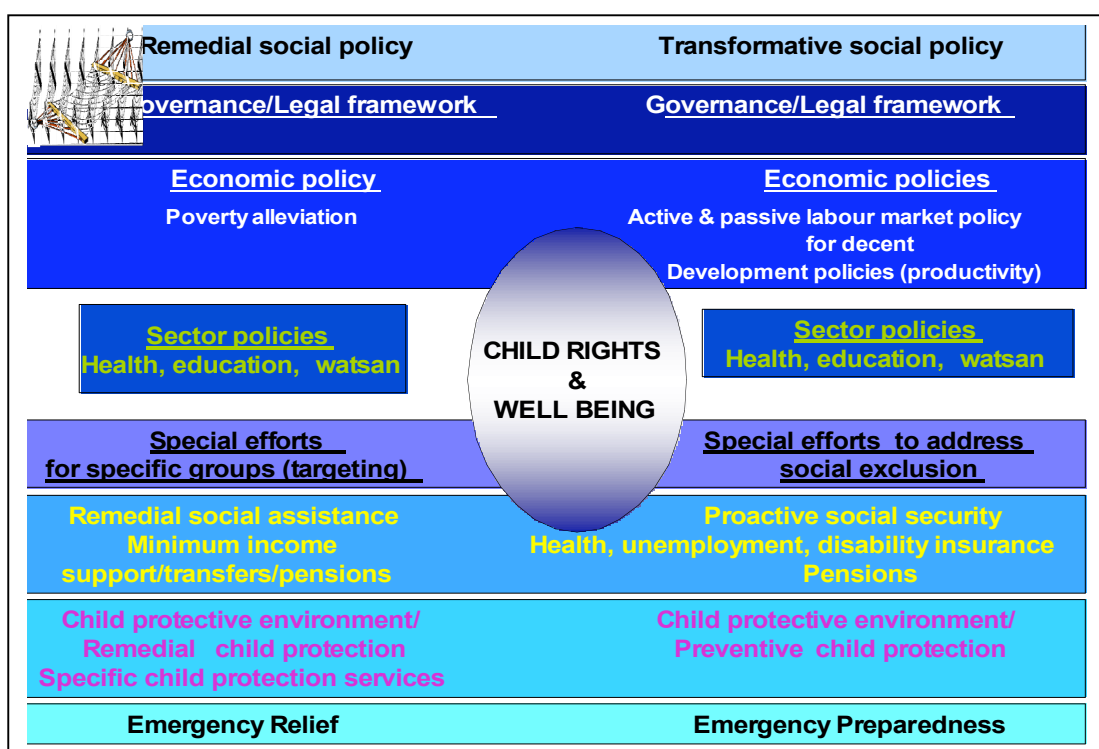 Remedial social policy Transformative social policy
overnance/Legal framework Governance/Legal framework
Economic policy Economic policies
Poverty alleviation Active & passive labour market policy
for decent
Development policies (productivity)
Sector policies Sector policies
Health, education, watsan Health, education, watsan
CHILD RIGHTS
&
WELL BEING
Special efforts Special efforts to address
for specific groups (targeting) social exclusion
Remedial social assistance Proactive social security
Minimum income Health, unemployment, disability insurance
support/transfers/pensions Pensions
Child protective environment/ Child protective environment/
Remedial child protection Preventive child protection
Specific child protection services
Emergency Relief Emergency Preparedness